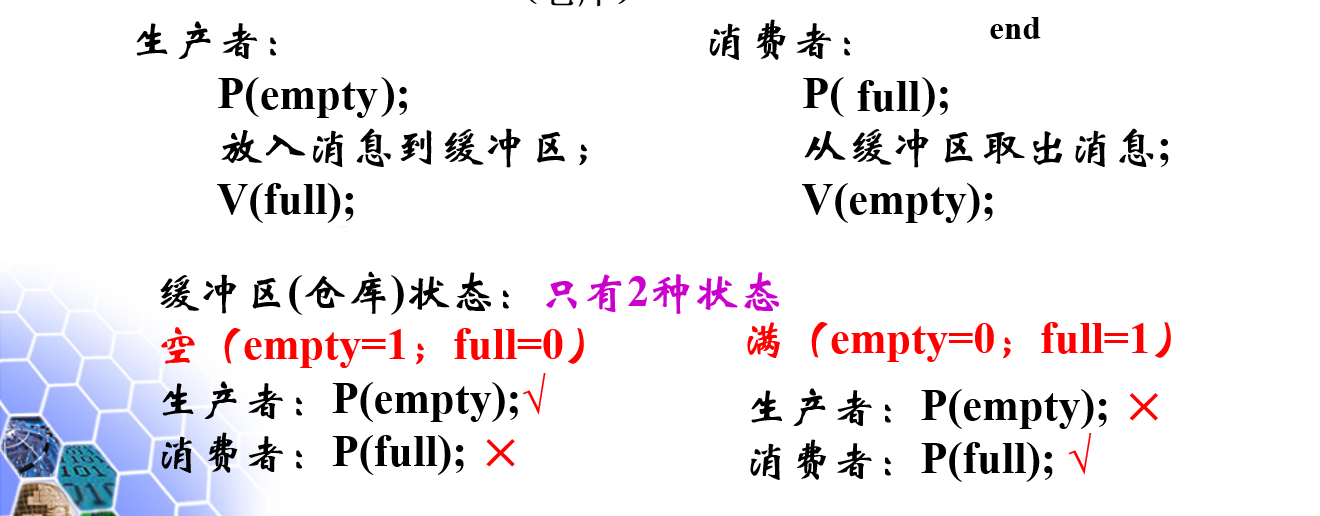 生产者：
P(empty);
放入消息到缓冲区；
V(full);
消费者：
end
P( full);
从缓冲区取出消息;
V(empty);
缓冲区(仓库)状态：只有2种状态
空（empty=1；full=0）
生产者：P(empty);√
消费者：P(full); ×
满（empty=0；full=1）
生产者：P(empty); ×
消费者：P(full); √